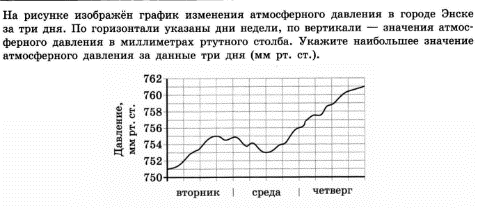 На рисунке изображён график изменения атмосферного давления в городе Энске
за три дня. По горизонтали указаны дни недели, по вертикали — значения атмос-
ферного давления в миллиметрах ртутного столба. Укажите наибольшее значение
атмосферного давления за данные три дня (мм рт. ст.).
Давление,
мм рт. ст.
762
760
758
756
754
752
750
вторник | среда | четверг